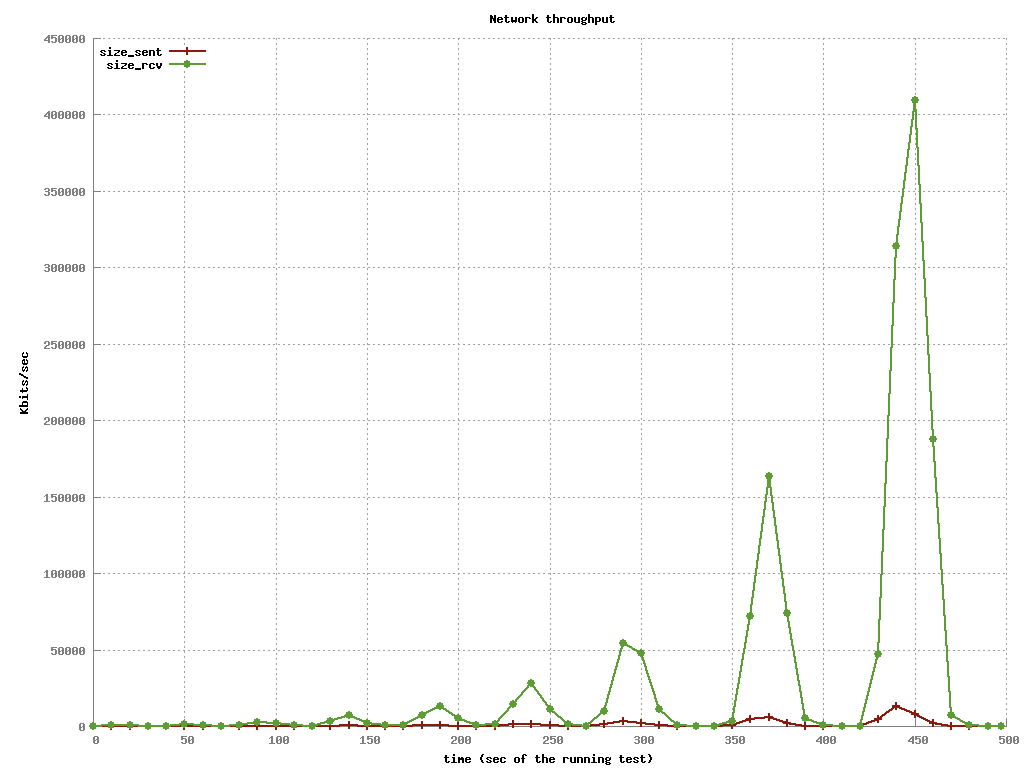 Network throughput
450000
size_sent
size_rcv
400000
350000
300000
250000
Kbits/sec
200000
150000
100000
50000
0
0 50 100 150 200 250 300 350 400 450 500
time (sec of the running test)